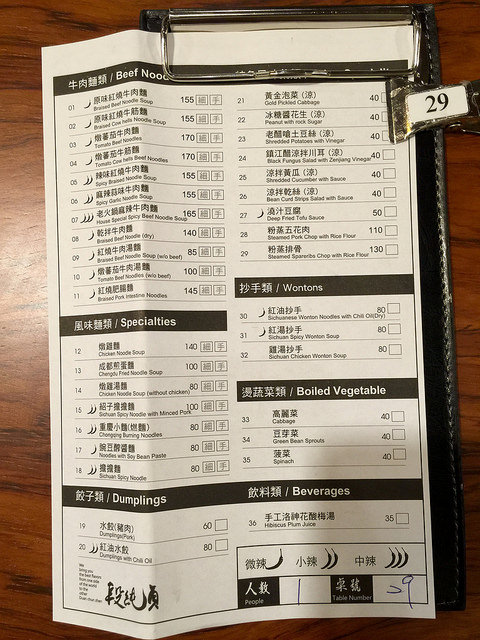 牛肉麵類 / Beef Nood
01 原味紅燒牛肉麵 155 細 手
Braised Beef Noodle Soup
02 原味紅燒牛筋麵 155 細 手
Braised Cow heils Noodle Soup
03 燉蕃茄牛肉麵 170 細 手
Tomato Beef Noodles
04 燉蕃茄牛筋麵 170 細 手
Tomato Cow heils Beef Noodles
05 辣味紅燒牛肉麵 155 細 手
Spicy Braised Noodle Soup
06 麻辣蒜味牛肉麵 155 細 手
Spicy Garlic Noodle Soup
07 老火鍋麻辣牛肉麵 165 細 手
House Special Spicy Beef Noodle Soup
08 乾拌牛肉麵 140 細 手
Braised Beef Noodle (dry)
09 紅燒牛肉湯麵 85 細 手
Braised Beef Noodle Soup (w/o beef)
10 燉蕃茄牛肉湯麵 100 細 手
Tomato Beef Noodles (w/o beef)
11 紅燒肥腸麵 145 細 手
Braised Pork Intestine Noodles
風味麵類 / Specialties
12 燉雞麵 140 細 手
Chicken Noodle Soup
13 成都煎蛋麵 100 細 手
Chengdu Fried Noodle Soup
14 燉雞湯麵 80 細 手
Chicken Noodle Soup (without chicken)
15 紹子擔擔麵 100 細 手
Sichuan Spicy Noodle with Minced Pork
16 重慶小麵(燃麵) 80 細 手
Chongqing Burning Noodles
17 豌豆醡醬麵 80 細 手
Noodles with Soy Bean Paste
18 擔擔麵 80 細 手
Sichuan Spicy Noodle
餃子類 / Dumplings
19 水餃(豬肉) 60
Dumplings(Pork)
20 紅油水餃 80
Dumplings with Chili Oil
段純貞
21 黃金泡菜 (涼) 40
Gold Pickled Cabbage
22 冰糖醬花生 (涼) 40
Peanut with rock Sugar
23 老醋嗆土豆絲 (涼) 40
Shredded Potatoes with Vinegar
24 鎮江醋涼拌川耳 (涼) 40
Black Fungus Salad with Zenjiang Vinegar
25 涼拌黃瓜 (涼) 40
Shredded Cucumber with Sauce
26 涼拌乾絲 (涼) 40
Bean Curd Strips Salad with Sauce
27 澆汁豆腐 50
Deep Fried Tofu Sauce
28 粉蒸五花肉 110
Steamed Pork Chop with Rice Flour
29 粉蒸排骨 130
Steamed Spareribs Chop with Rice Flour
抄手類 / Wontons
30 紅油抄手 80
Sichuanese Wonton Noodles with Chili Oil(Dry)
31 紅湯抄手 80
Sichuan Spicy Wonton Soup
32 雞湯抄手 80
Sichuan Chicken Wonton Soup
燙蔬菜類 / Boiled Vegetable
33 高麗菜 40
Cabbage
34 豆芽菜 40
Green Bean Sprouts
35 菠菜 40
Spinach
飲料類 / Beverages
36 手工洛神花酸梅湯 35
Hibiscus Plum Juice
微辣 小辣 中辣
人數 People 1 桌號 Table Number 29
29